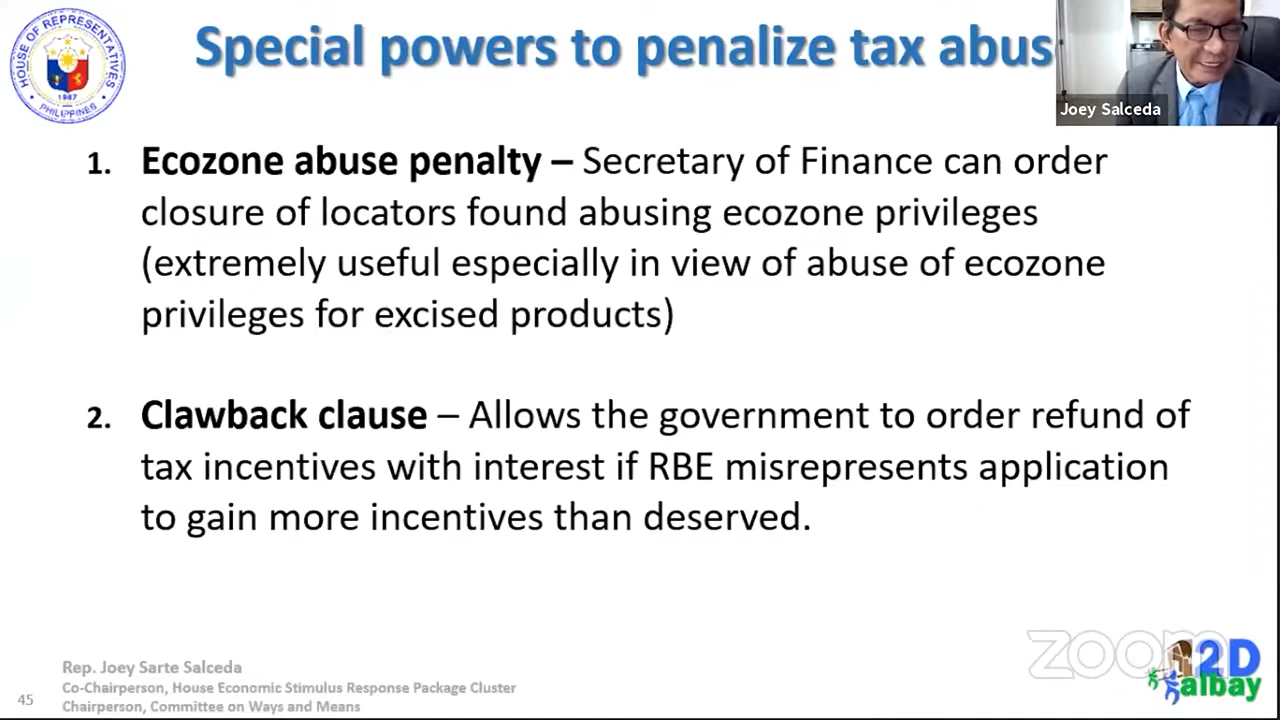 HOUSE OF REPRESENTATIVES
1987
PHILIPPINES
Special powers to penalize tax abus
Joey Salceda
1. Ecozone abuse penalty – Secretary of Finance can order
closure of locators found abusing ecozone privileges
(extremely useful especially in view of abuse of ecozone
privileges for excised products)
2. Clawback clause – Allows the government to order refund of
tax incentives with interest if RBE misrepresents application
to gain more incentives than deserved.
zoom
2D
albay
Rep. Joey Sarte Salceda
Co-Chairperson, House Economic Stimulus Response Package Cluster
45
Chairperson, Committee on Ways and Means